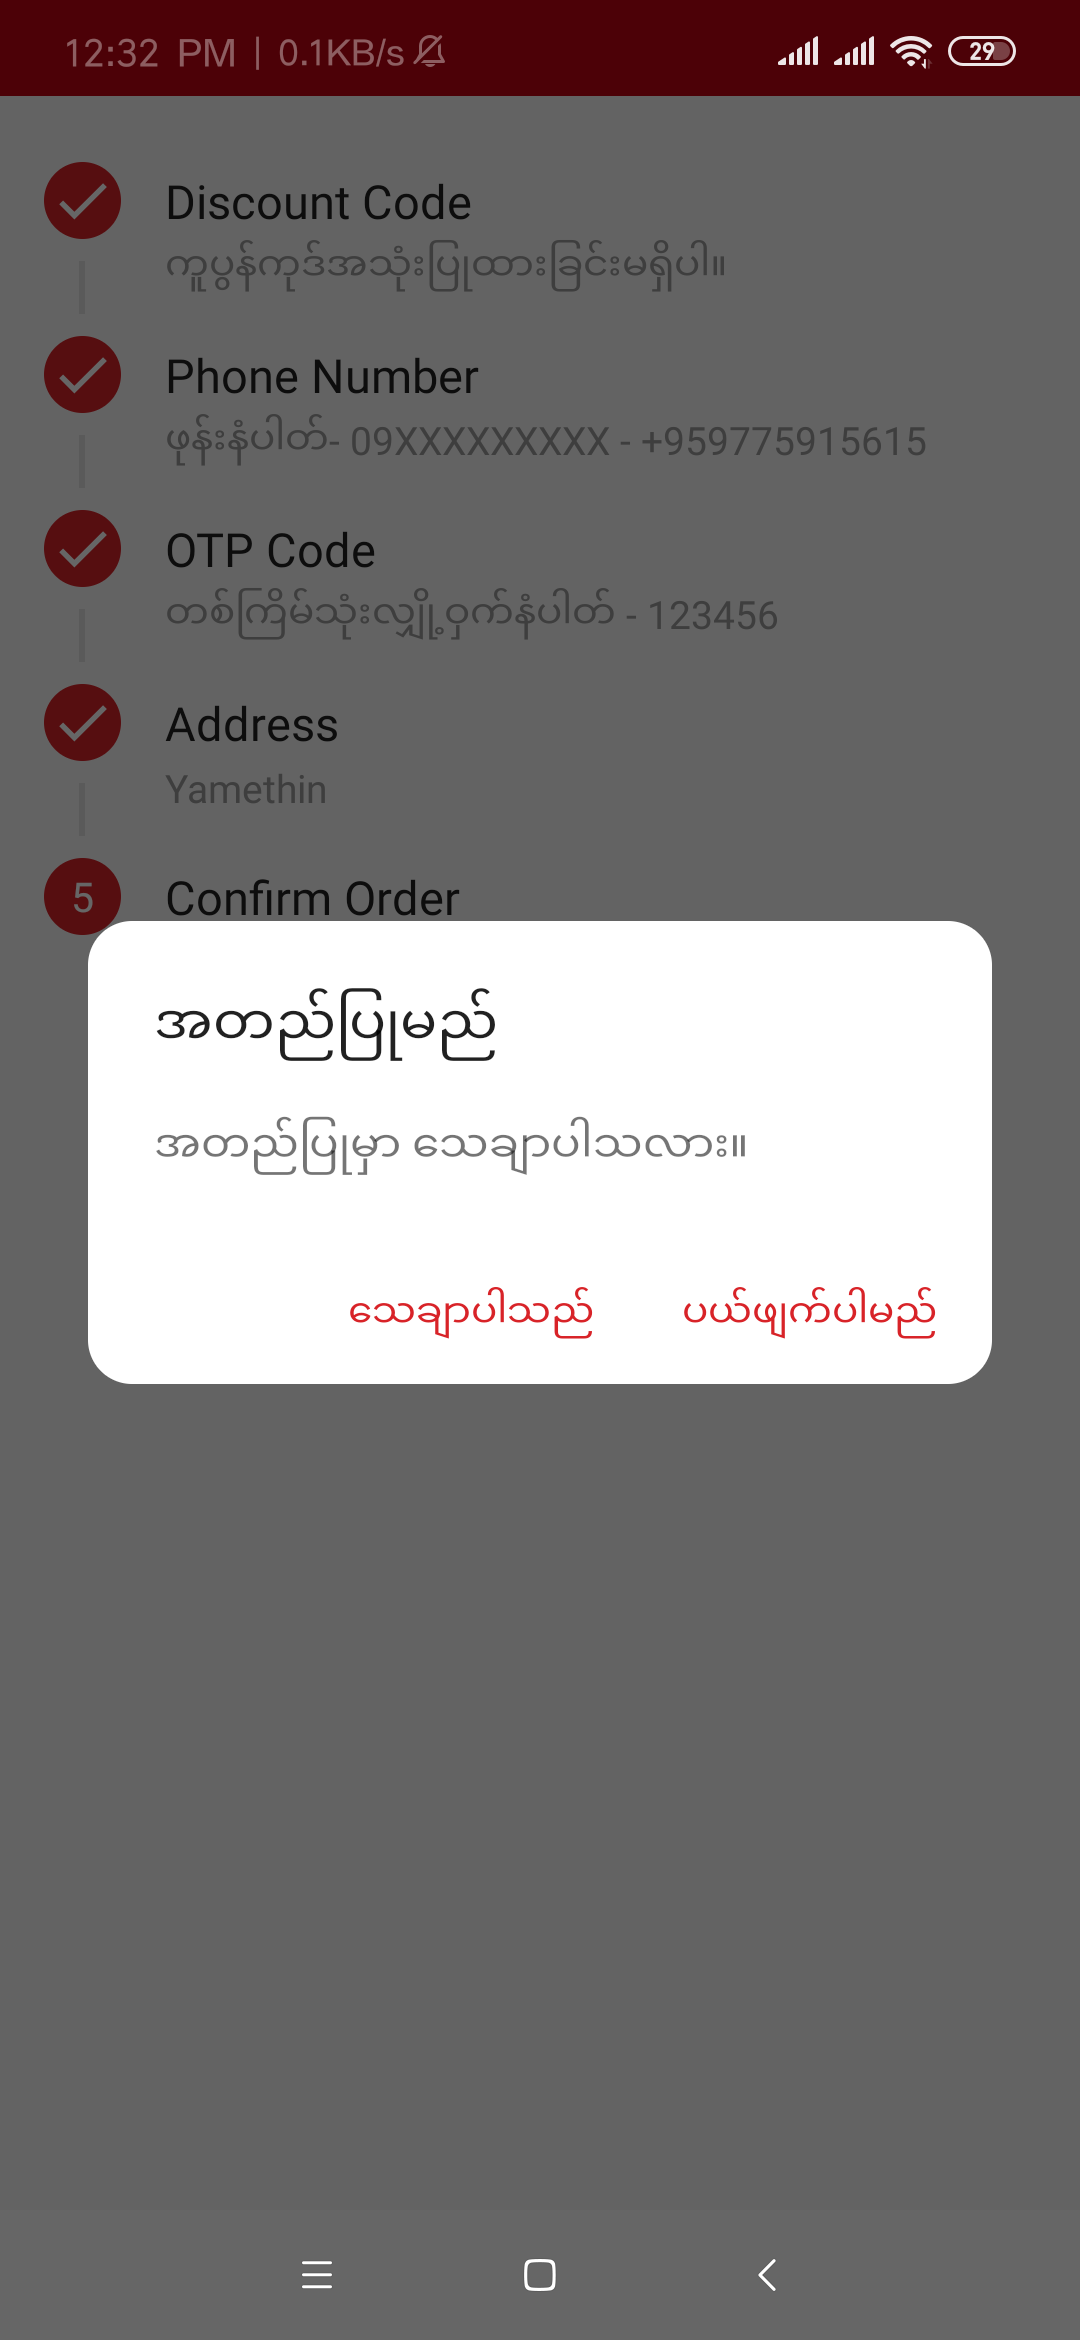 12:32 PM | 0.1KB/s
29
Discount Code
ကူပွန်ကုဒ်အသုံးပြုထားခြင်းမရှိပါ။
Phone Number
ဖုန်းနံပါတ်- 09XXXXXXXXX - +959775915615
OTP Code
တစ်ကြိမ်သုံးလျှို့ဝှက်နံပါတ် - 123456
Address
Yamethin
5
Confirm Order
အတည်ပြုမည်
အတည်ပြုမှာ သေချာပါသလား။
သေချာပါသည်
ပယ်ဖျက်ပါမည်